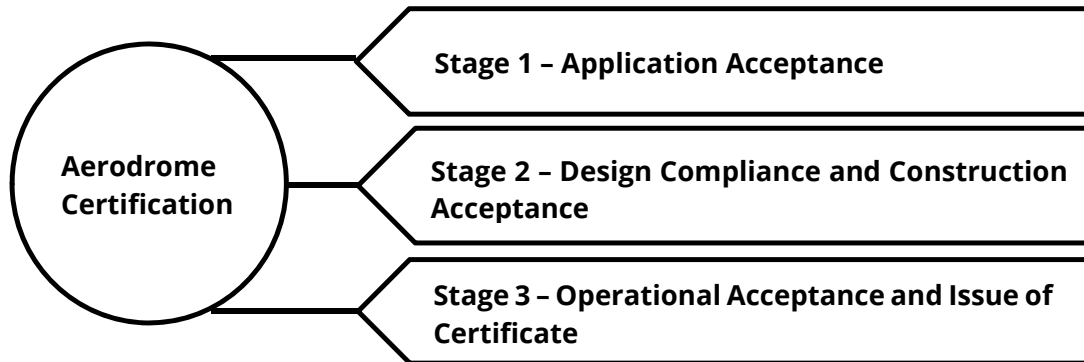 Aerodrome
Certification
Stage 1 – Application Acceptance
Stage 2 – Design Compliance and Construction
Acceptance
Stage 3 – Operational Acceptance and Issue of
Certificate